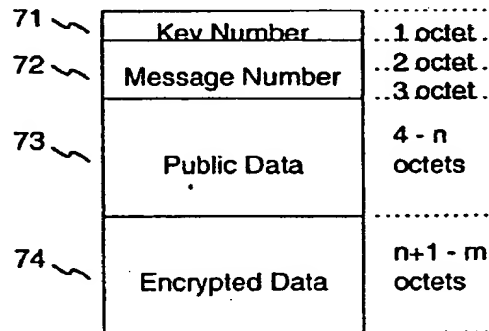 71 Key Number 1 octet
72 Message Number 2 octet
3 octet
73 Public Data 4 - n
octets
74 Encrypted Data n+1 - m
octets